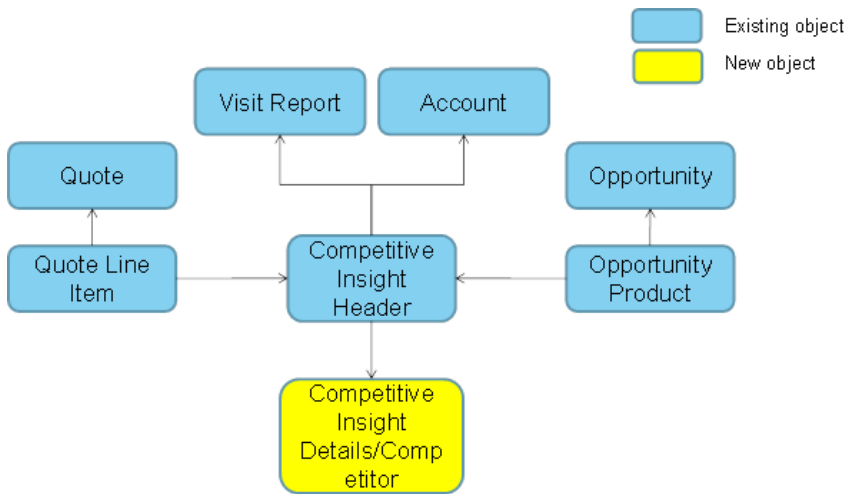 Existing object
New object
Visit Report
Account
Quote
Opportunity
Quote Line
Item
Competitive
Insight
Header
Opportunity
Product
Competitive
Insight
Details/Comp
etitor